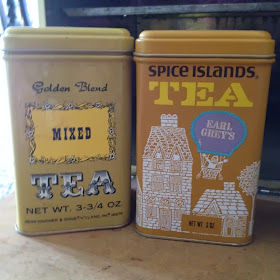 Golden Blend
MIXED
TEA
NET WT. 3-3/4 OZ.
SPICE ISLANDS®
TEA
EARL
GREY'S
NET WT. 3 OZ